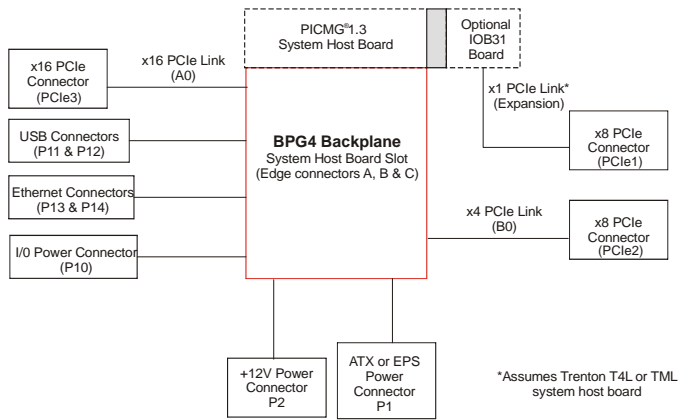 PICMG®1.3
System Host Board
Optional
IOB31
Board
x16 PCIe
Connector
(PCIe3)
x16 PCIe Link
(A0)
x1 PCIe Link*
(Expansion)
USB Connectors
(P11 & P12)
BPG4 Backplane
System Host Board Slot
(Edge connectors A, B & C)
x8 PCIe
Connector
(PCIe1)
Ethernet Connectors
(P13 & P14)
x4 PCIe Link
(B0)
x8 PCIe
Connector
(PCIe2)
I/0 Power Connector
(P10)
+12V Power
Connector
P2
ATX or EPS
Power
Connector
P1
*Assumes Trenton T4L or TML
system host board